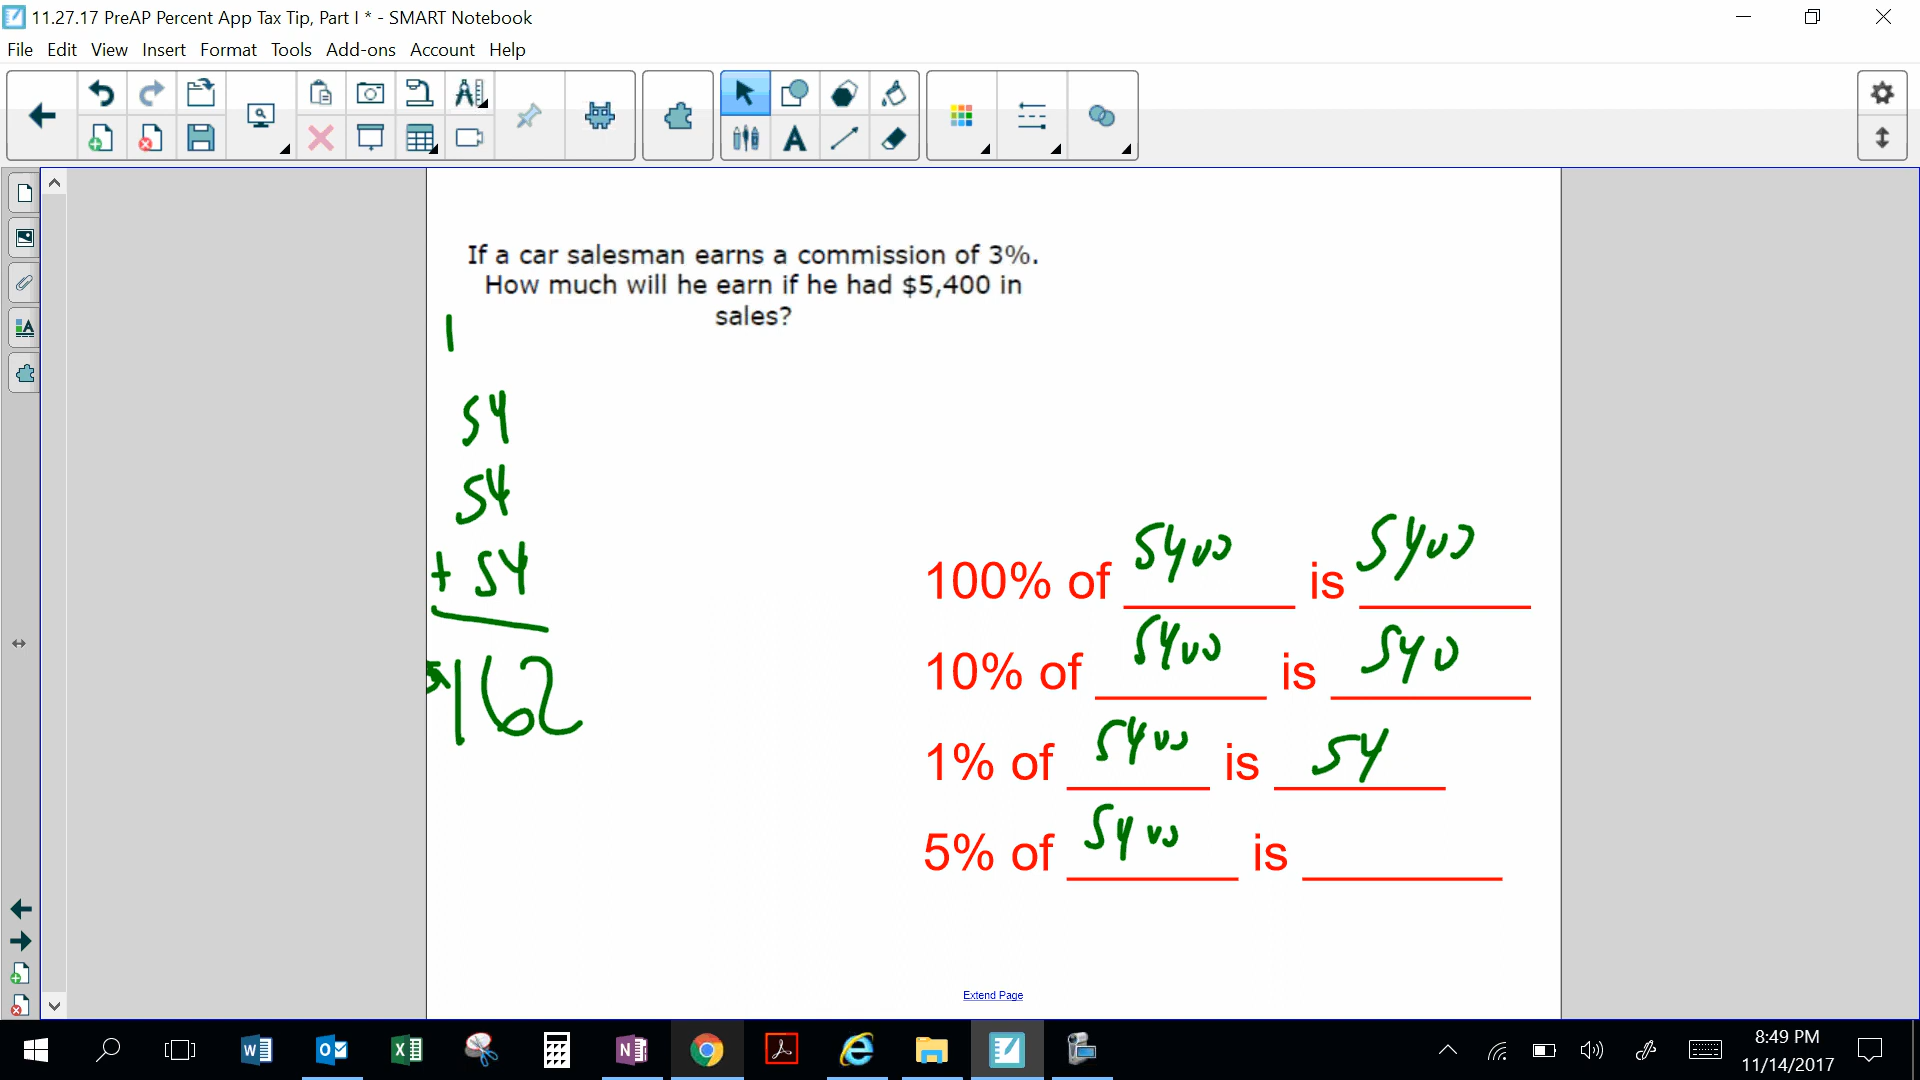 11.27.17 PreAP Percent App Tax Tip, Part I * - SMART Notebook
File Edit View Insert Format Tools Add-ons Account Help
If a car salesman earns a commission of 3%.
How much will he earn if he had $5,400 in
sales?
1
54
54
+ 54
$162
100% of 5400 is 5400
10% of 5400 is 540
1% of 5400 is 54
5% of 5400 is
Extend Page
8:49 PM
11/14/2017